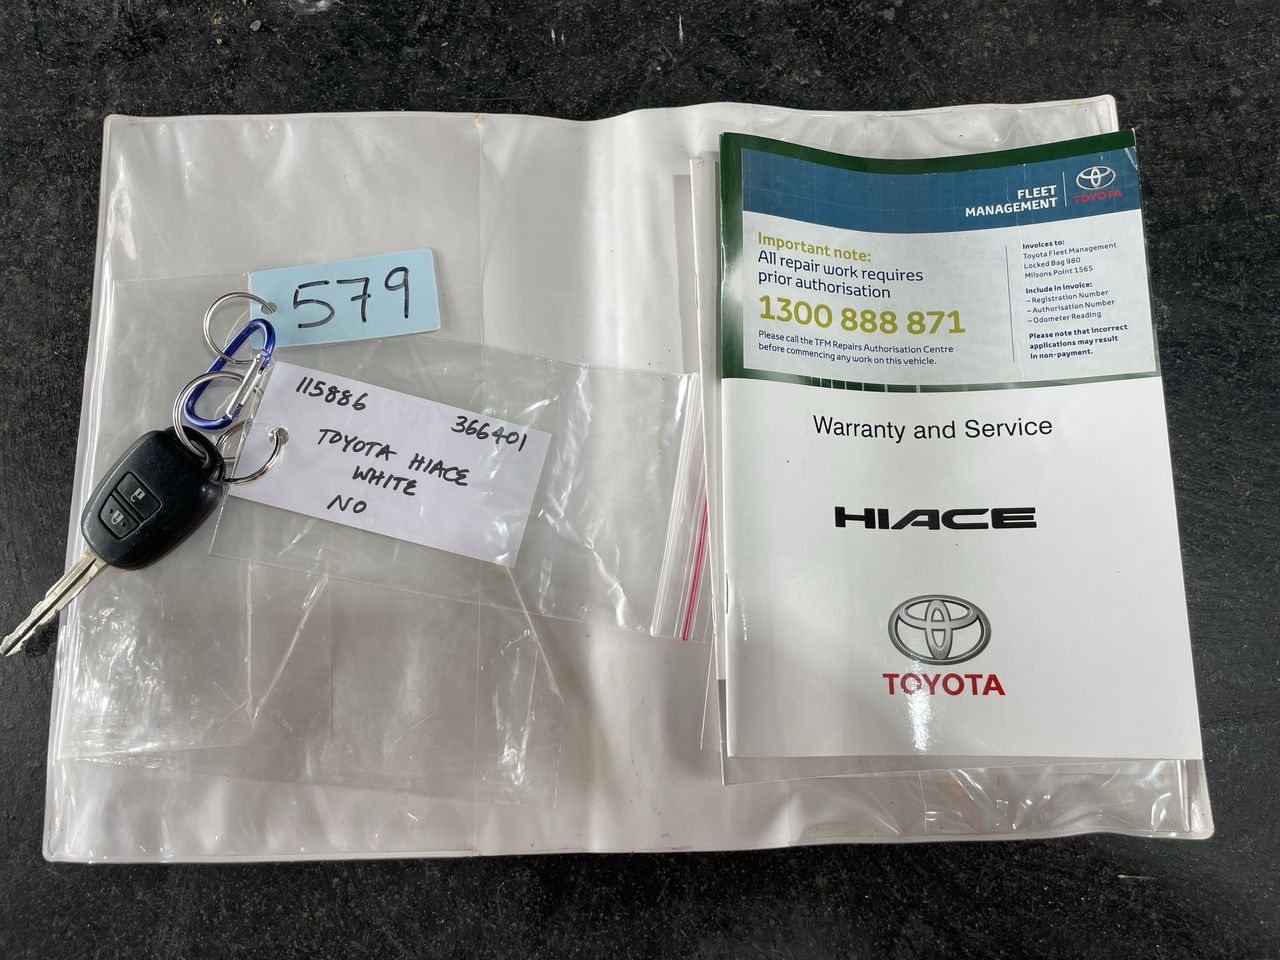 579
115886
366401
TOYOTA HIACE
WHITE
NO
FLEET
MANAGEMENT
TOYOTA
Important note:
All repair work requires
prior authorisation
1300 888 871
Please call the TFM Repairs Authorisation Centre
before commencing any work on this vehicle.
Invoices to:
Toyota Fleet Management
Locked Bag 980
Milsons Point 1565
Include in invoice:
– Registration Number
– Authorisation Number
– Odometer Reading
Please note that incorrect
applications may result
in non-payment.
Warranty and Service
HIACE
TOYOTA